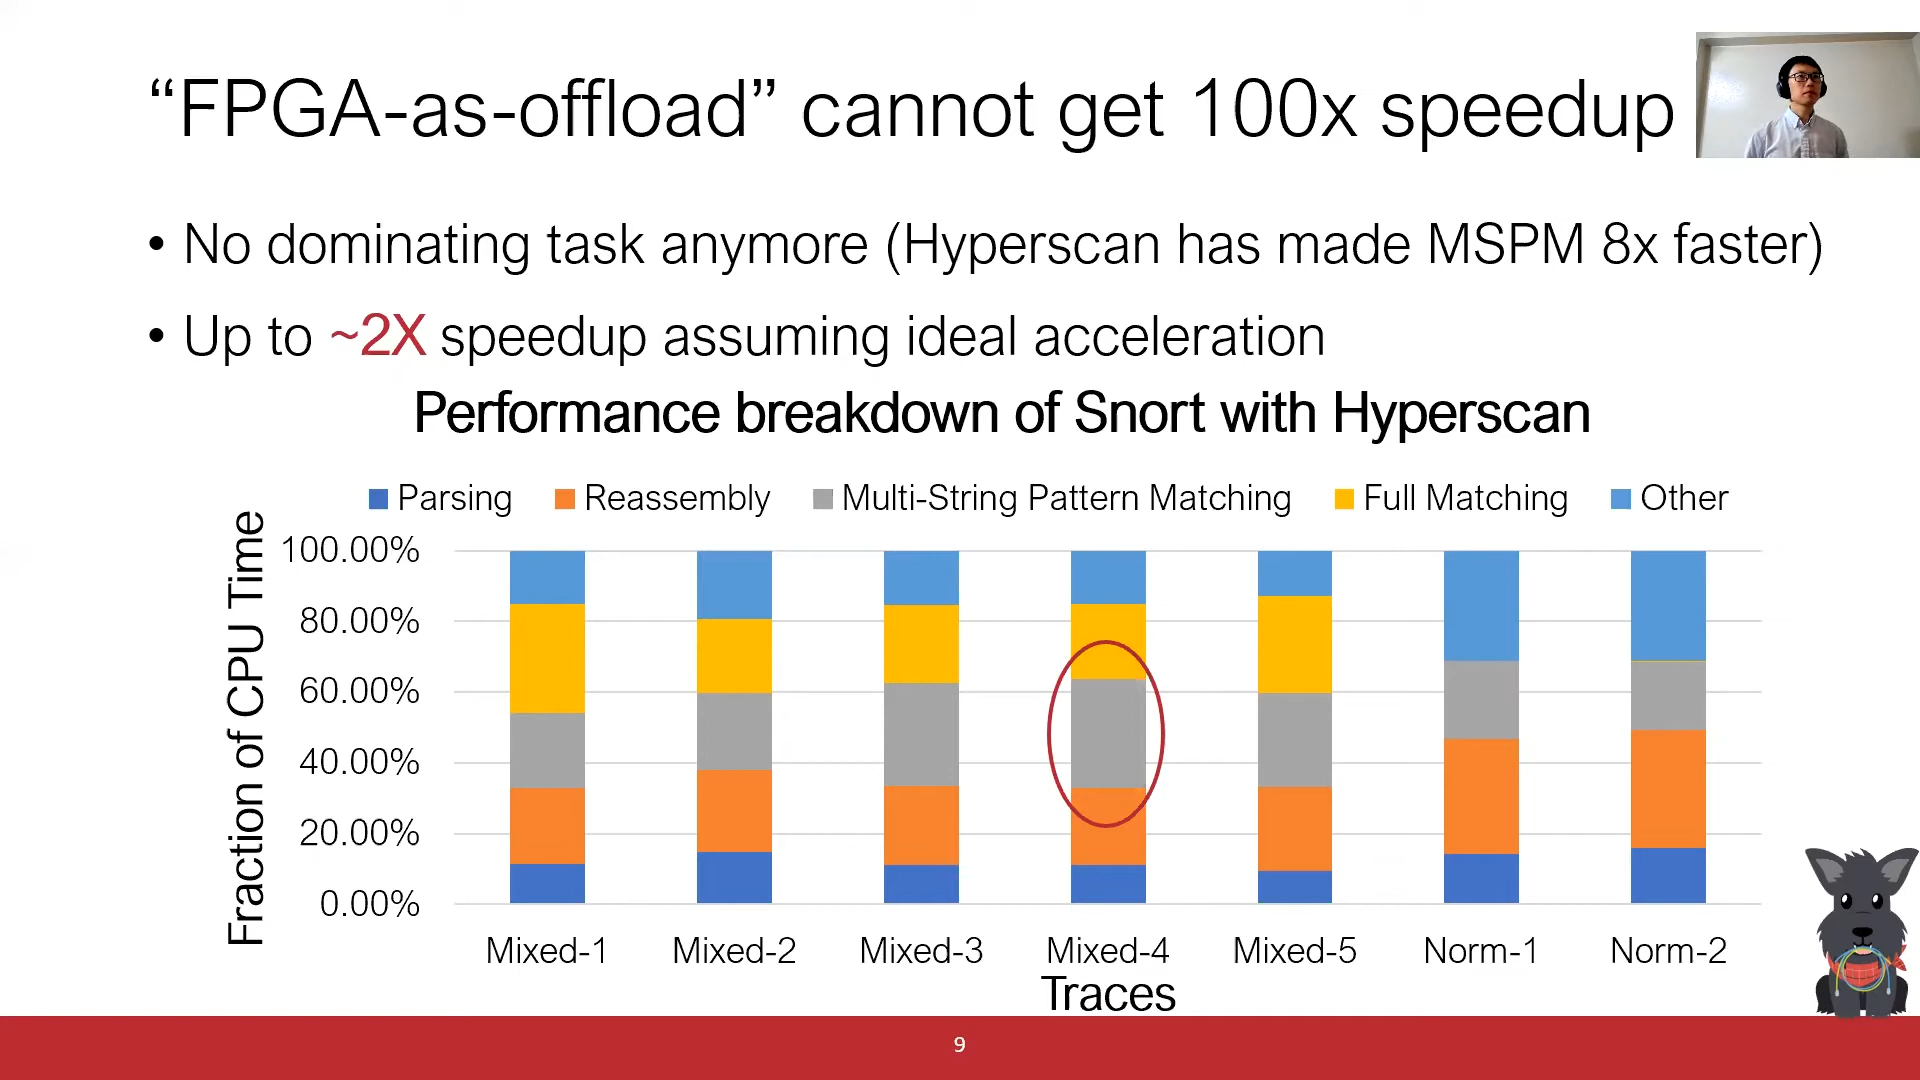 “FPGA-as-offload” cannot get 100x speedup
• No dominating task anymore (Hyperscan has made MSPM 8x faster)
• Up to ~2X speedup assuming ideal acceleration
Performance breakdown of Snort with Hyperscan
Parsing Reassembly Multi-String Pattern Matching Full Matching Other
Fraction of CPU Time
100.00%
80.00%
60.00%
40.00%
20.00%
0.00%
Mixed-1 Mixed-2 Mixed-3 Mixed-4 Mixed-5 Norm-1 Norm-2
Traces
9